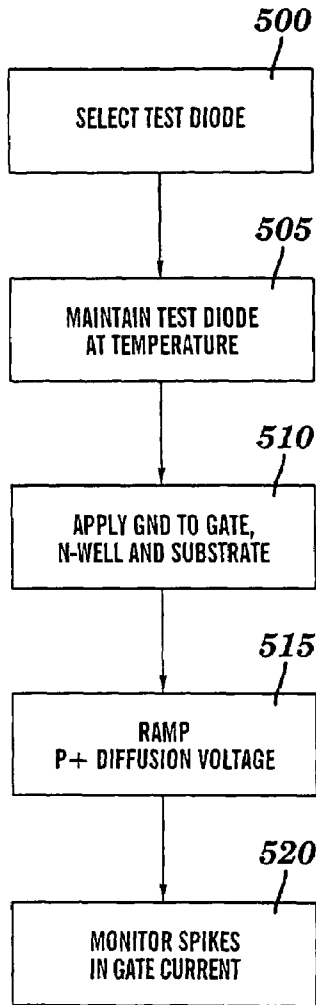 500
SELECT TEST DIODE
505
MAINTAIN TEST DIODE
AT TEMPERATURE
510
APPLY GND TO GATE,
N-WELL AND SUBSTRATE
515
RAMP
P+ DIFFUSION VOLTAGE
520
MONITOR SPIKES
IN GATE CURRENT